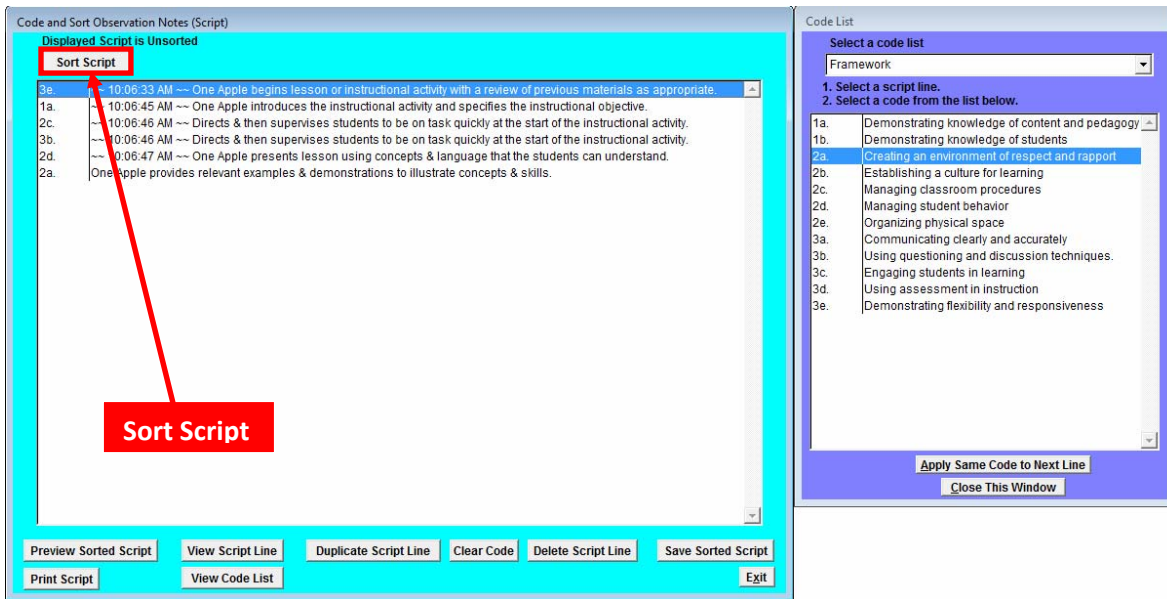 Code and Sort Observation Notes (Script)
Displayed Script is Unsorted
Sort Script
3e. ~~ 10:06:33 AM ~~ One Apple begins lesson or instructional activity with a review of previous materials as appropriate.
1a. ~~ 10:06:45 AM ~~ One Apple introduces the instructional activity and specifies the instructional objective.
2c. ~~ 10:06:46 AM ~~ Directs & then supervises students to be on task quickly at the start of the instructional activity.
3b. ~~ 10:06:46 AM ~~ Directs & then supervises students to be on task quickly at the start of the instructional activity.
2d. ~~ 10:06:47 AM ~~ One Apple presents lesson using concepts & language that the students can understand.
2a. One Apple provides relevant examples & demonstrations to illustrate concepts & skills.
Sort Script
Preview Sorted Script View Script Line Duplicate Script Line Clear Code Delete Script Line Save Sorted Script
Print Script View Code List Exit
Code List
Select a code list
Framework
1. Select a script line.
2. Select a code from the list below.
1a. Demonstrating knowledge of content and pedagogy
1b. Demonstrating knowledge of students
2a. Creating an environment of respect and rapport
2b. Establishing a culture for learning
2c. Managing classroom procedures
2d. Managing student behavior
2e. Organizing physical space
3a. Communicating clearly and accurately
3b. Using questioning and discussion techniques.
3c. Engaging students in learning
3d. Using assessment in instruction
3e. Demonstrating flexibility and responsiveness
Apply Same Code to Next Line
Close This Window